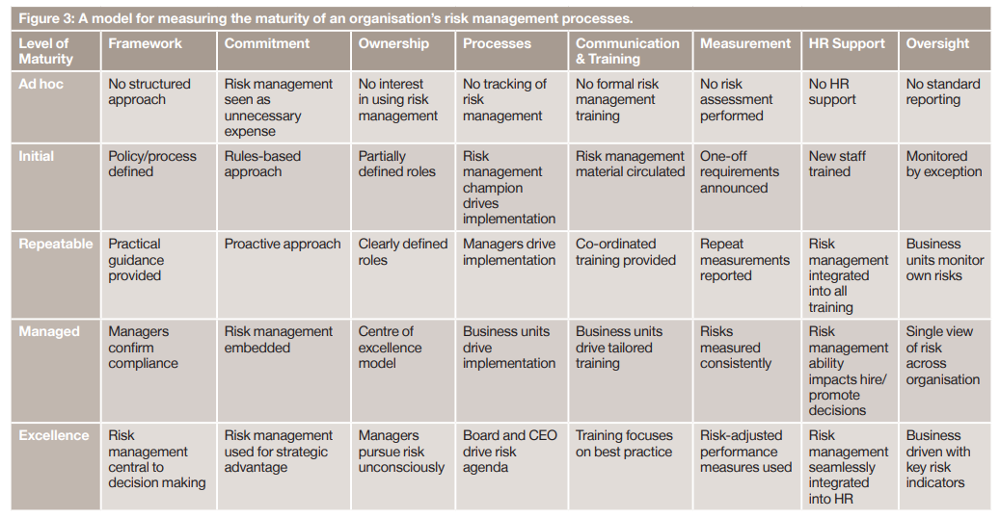 Figure 3: A model for measuring the maturity of an organisation's risk management processes.
Level of
Maturity
Framework
Commitment
Ownership
Processes
Communication
& Training
Measurement
HR Support
Oversight
Ad hoc
No structured
approach
Risk management
seen as
unnecessary
expense
No interest
in using risk
management
No tracking of
risk
management
No formal risk
management
training
No risk
assessment
performed
No HR
support
No standard
reporting
Initial
Policy/process
defined
Rules-based
approach
Partially
defined roles
Risk
management
champion
drives
implementation
Risk management
material circulated
One-off
requirements
announced
New staff
trained
Monitored
by exception
Repeatable
Practical
guidance
provided
Proactive approach
Clearly defined
roles
Managers drive
implementation
Co-ordinated
training provided
Repeat
measurements
reported
Risk
management
integrated
into all
training
Business
units monitor
own risks
Managed
Managers
confirm
compliance
Risk management
embedded
Centre of
excellence
model
Business units
drive
implementation
Business units
drive tailored
training
Risks
measured
consistently
Risk
management
ability
impacts hire/
promote
decisions
Single view
of risk
across
organisation
Excellence
Risk
management
central to
decision making
Risk management
used for strategic
advantage
Managers
pursue risk
unconsciously
Board and CEO
drive risk
agenda
Training focuses
on best practice
Risk-adjusted
performance
measures used
Risk
management
seamlessly
integrated
into HR
Business
driven with
key risk
indicators